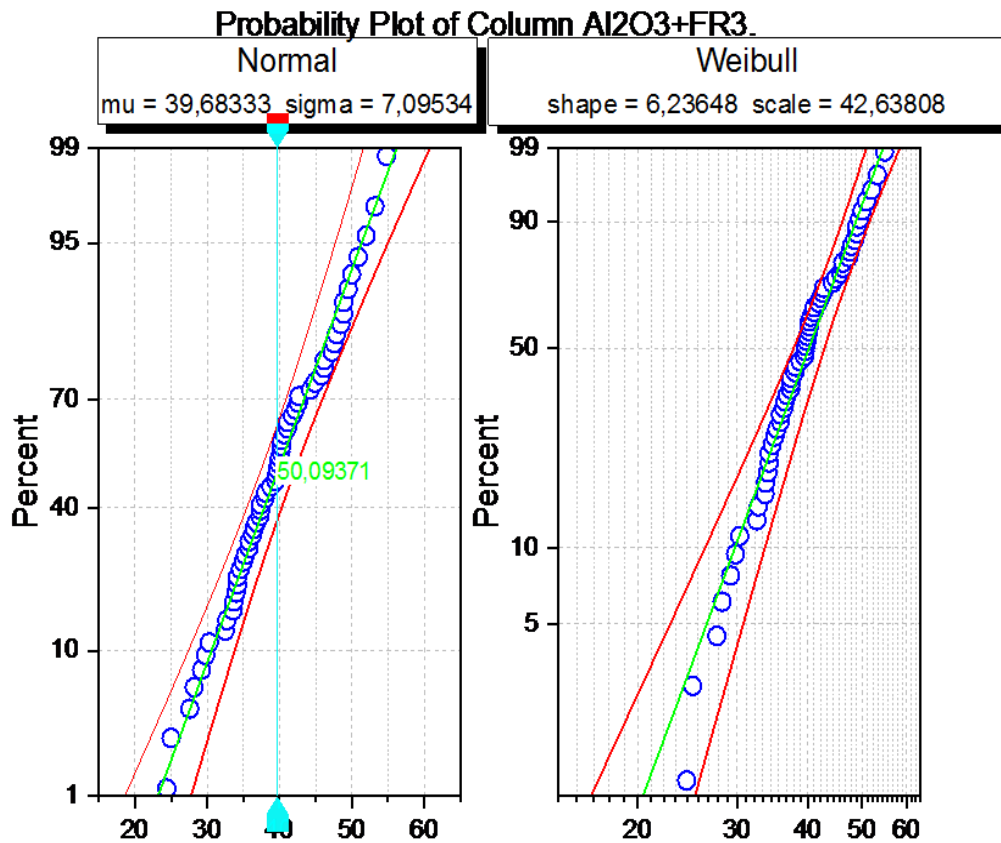 Probability Plot of Column Al2O3+FR3.
Normal
mu = 39,68333 sigma = 7,09534
Weibull
shape = 6,23648 scale = 42,63808
99
95
70
40
10
1
Percent
50,09371
20 30 40 50 60
99
90
50
10
5
Percent
20 30 40 50 60